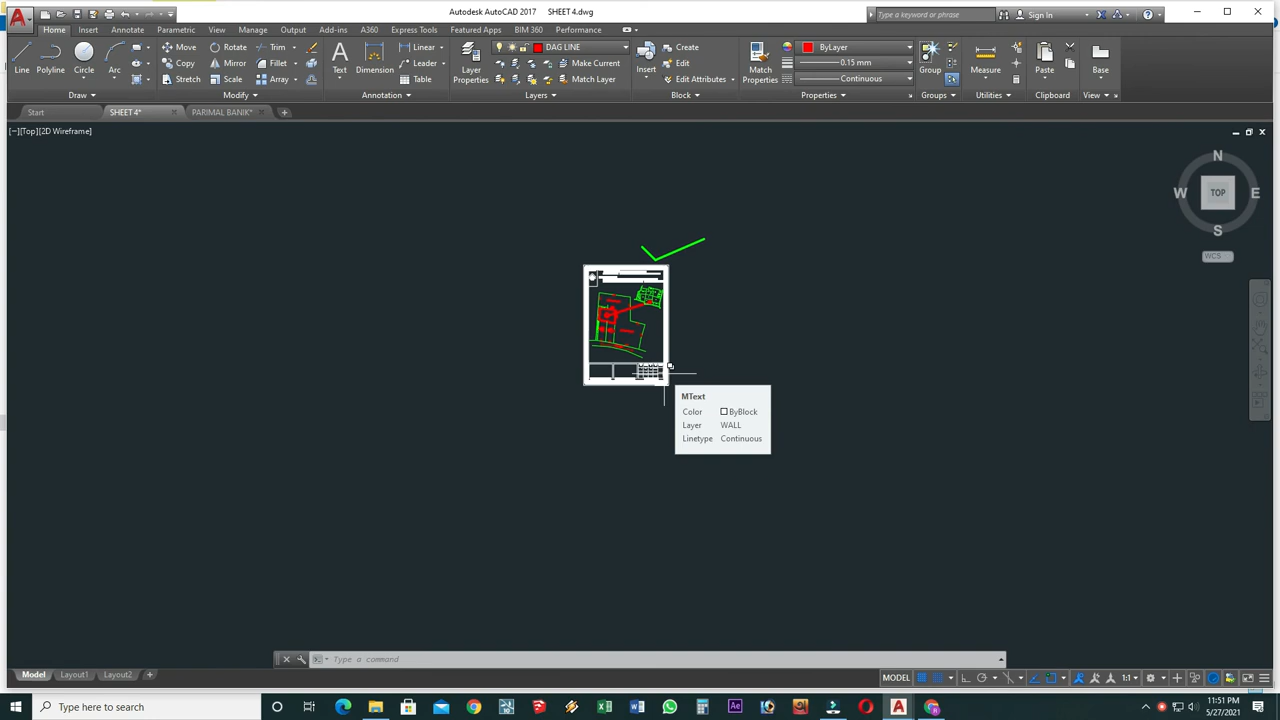 Autodesk AutoCAD 2017 SHEET 4.dwg
Type a keyword or phrase
Sign In
Home Insert Annotate Parametric View Manage Output Add-ins A360 Express Tools Featured Apps BIM 360 Performance
Line
Polyline
Circle
Arc
Move
Rotate
Trim
Copy
Mirror
Fillet
Stretch
Scale
Array
Text
Dimension
Linear
Leader
Table
Layer
Properties
DAG LINE
Make Current
Match Layer
Insert
Create
Edit
Edit Attributes
Match
Properties
ByLayer
0.15 mm
Continuous
Group
Measure
Paste
Base
Draw
Modify
Annotation
Layers
Block
Properties
Groups
Utilities
Clipboard
View
Start
SHEET 4*
PARIMAL BANIK*
[−][Top][2D Wireframe]
N
W TOP E
S
WCS
MText
Color ByBlock
Layer WALL
Linetype Continuous
Type a command
Model Layout1 Layout2
MODEL
1:1
Type here to search
11:51 PM
5/27/2021